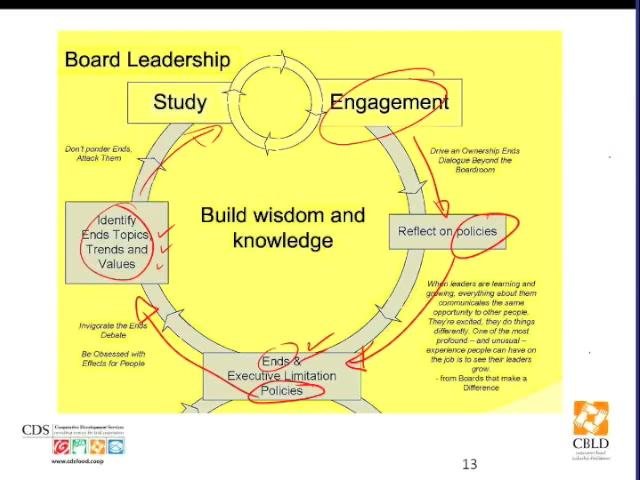 Board Leadership
Study
Engagement
Don't ponder Ends,
Attack Them
Drive an Ownership Ends
Dialogue Beyond the
Boardroom
Identify
Ends Topics,
Trends and
Values
Build wisdom and
knowledge
Reflect on policies
When leaders are learning and
growing, everything about them
communicates the same
opportunity to other people.
They're excited, they do things
differently. One of the most
profound – and unusual –
experience people can have on
the job is to see their leaders
grow.
- from Boards that make a
Difference
Invigorate the Ends
Debate
Be Obsessed with
Effects for People
Ends &
Executive Limitation
Policies
CDS
Cooperative Development Services
www.cdsfood.coop
CBLD
13